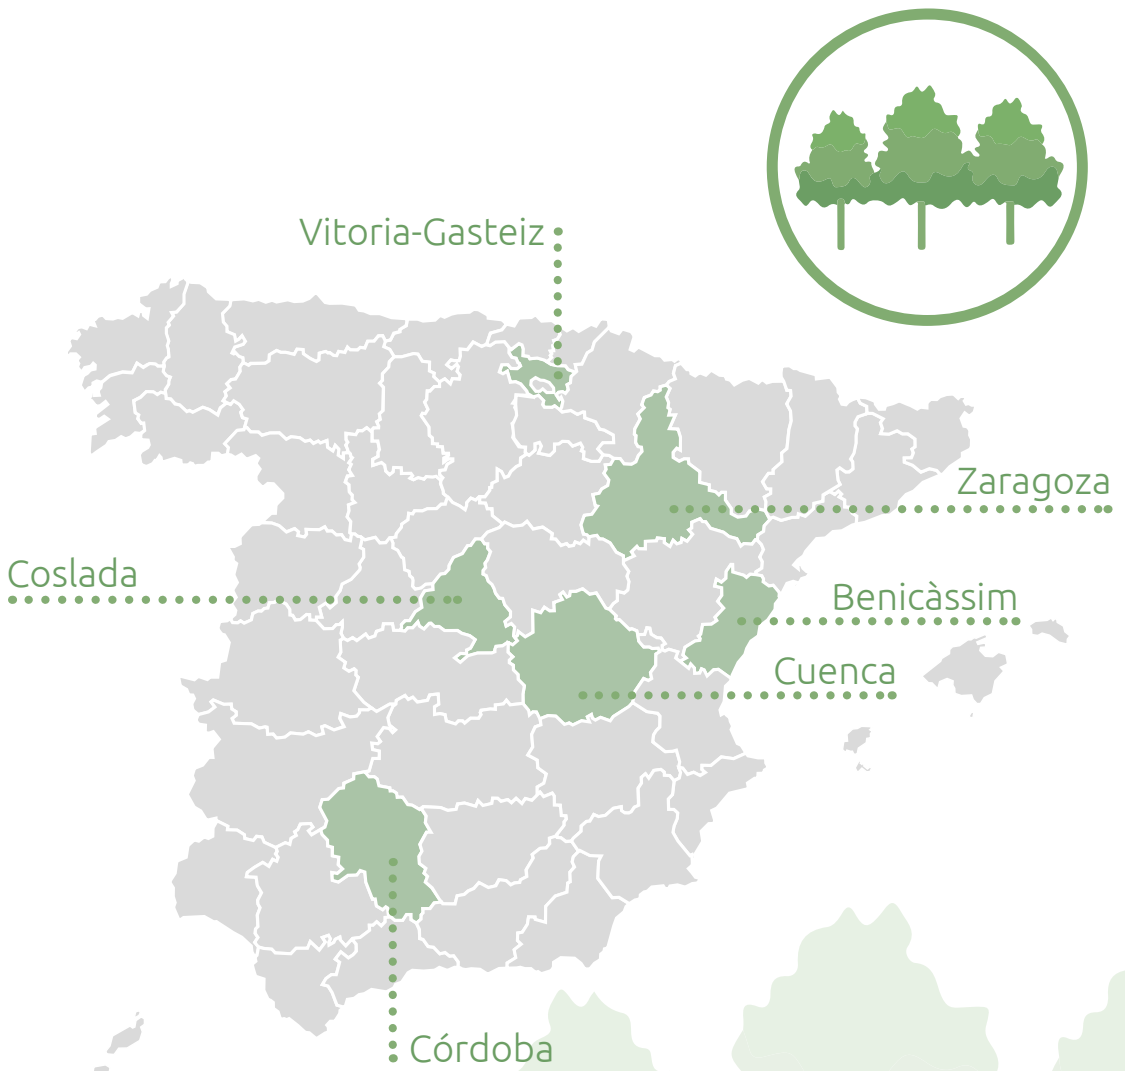 Vitoria-Gasteiz
Zaragoza
Coslada
Benicàssim
Cuenca
Córdoba